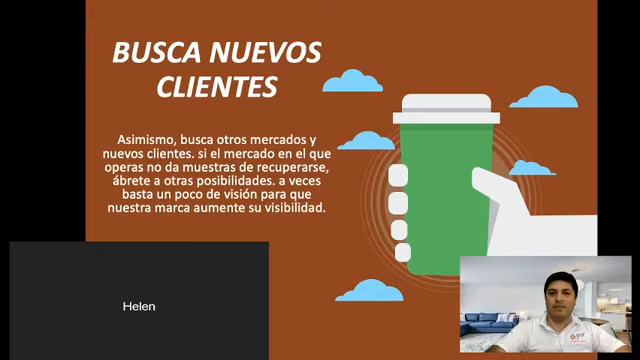 BUSCA NUEVOS
CLIENTES
Asimismo, busca otros mercados y
nuevos clientes. si el mercado en el que
operas no da muestras de recuperarse,
ábrete a otras posibilidades. a veces
basta un poco de visión para que
nuestra marca aumente su visibilidad.
Helen